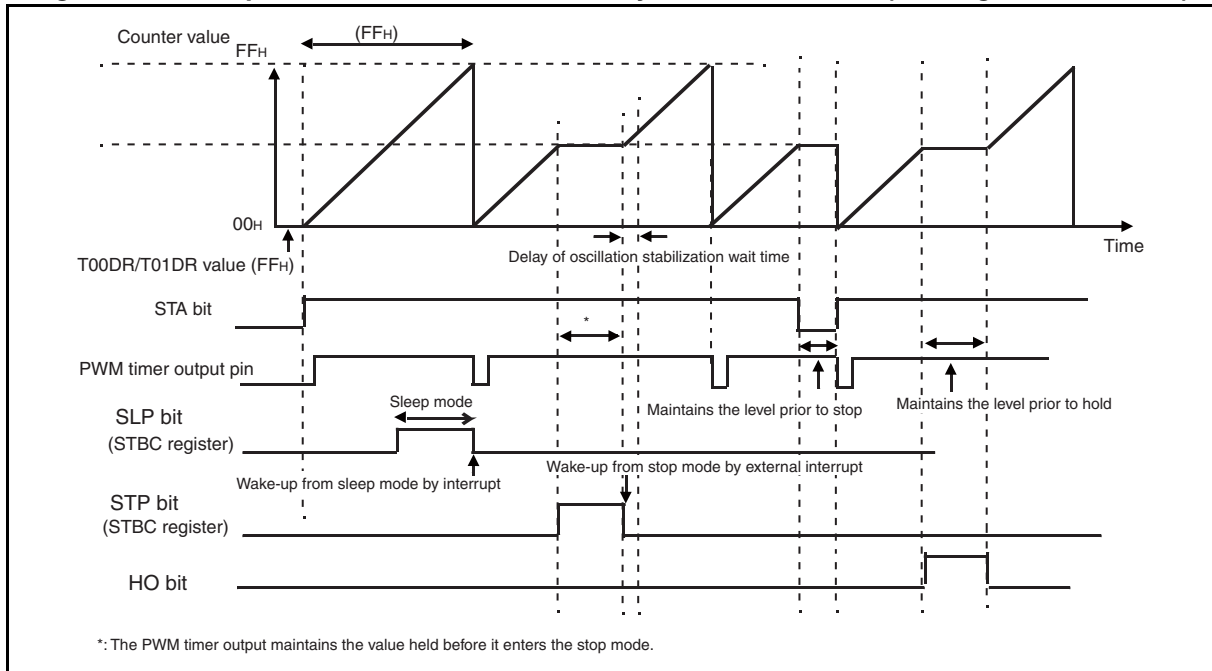 Counter value
FFH
(FFH)
00H
Time
T00DR/T01DR value (FFH)
Delay of oscillation stabilization wait time
STA bit
*
PWM timer output pin
Maintains the level prior to stop
Maintains the level prior to hold
Sleep mode
SLP bit
(STBC register)
Wake-up from sleep mode by interrupt
Wake-up from stop mode by external interrupt
STP bit
(STBC register)
HO bit
*: The PWM timer output maintains the value held before it enters the stop mode.